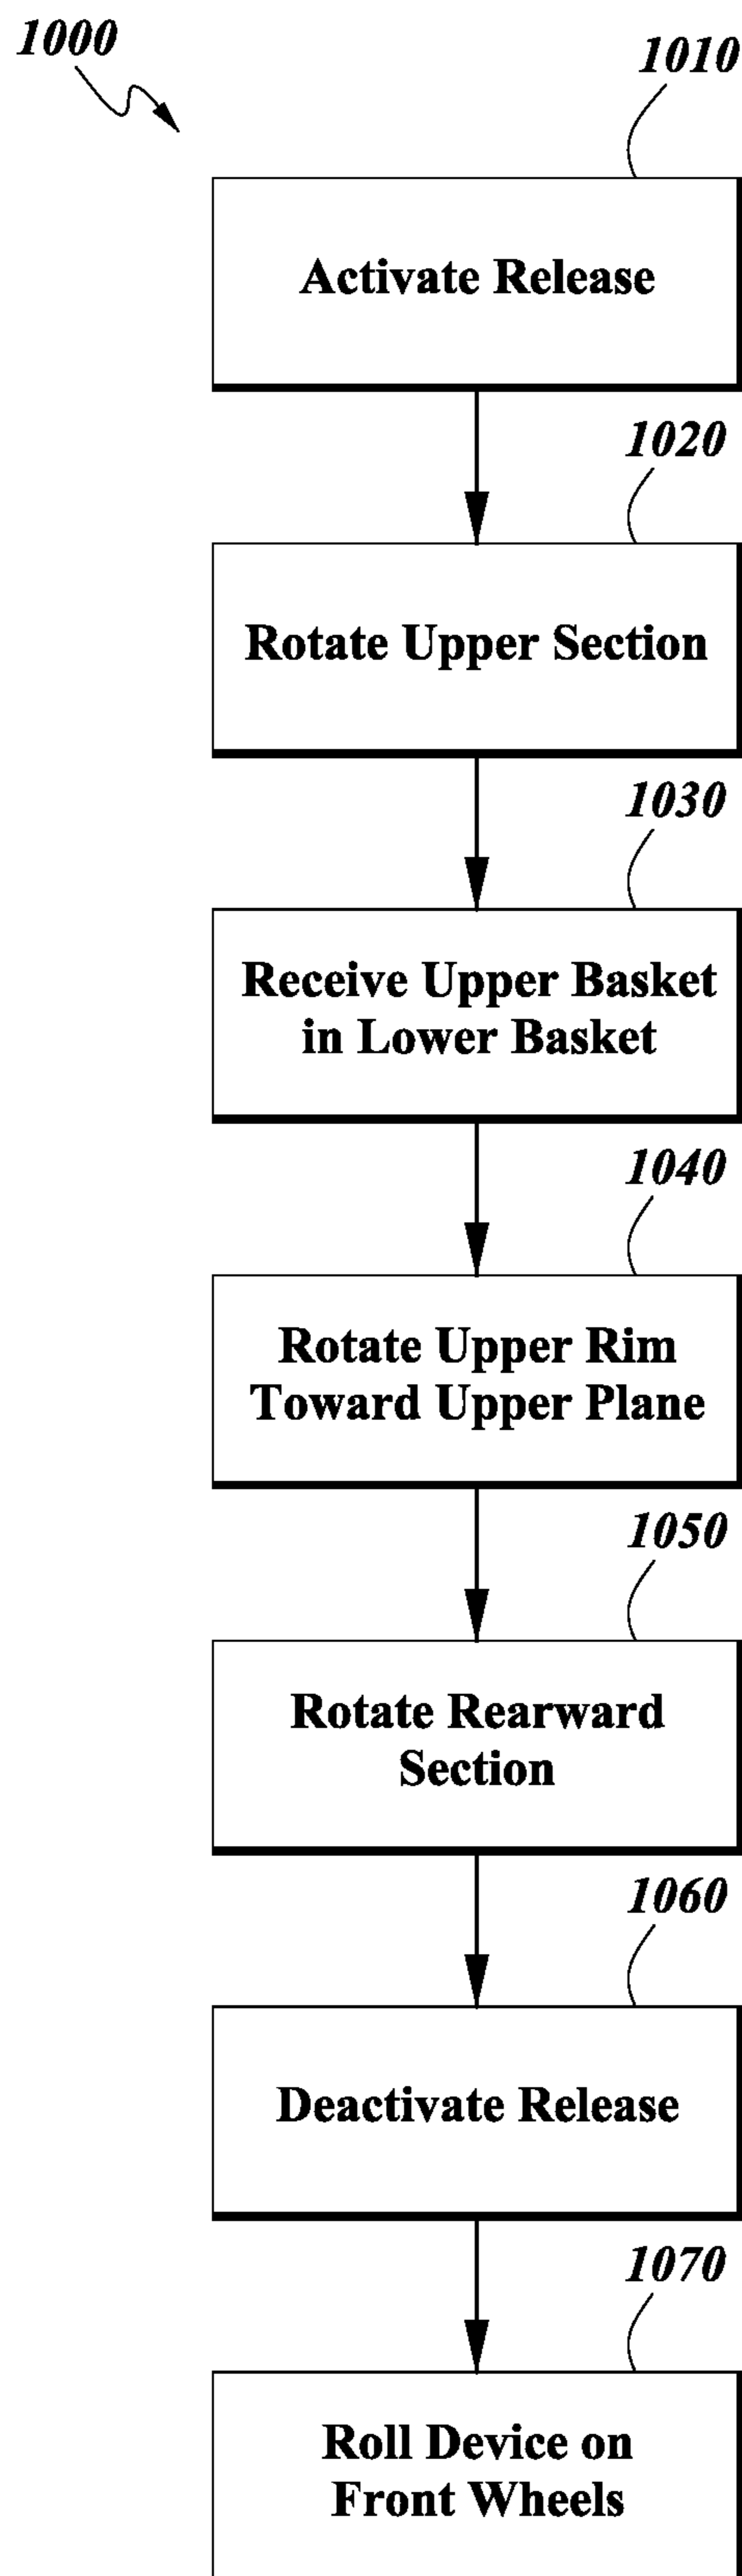 1000
1010
Activate Release
1020
Rotate Upper Section
1030
Receive Upper Basket
in Lower Basket
1040
Rotate Upper Rim
Toward Upper Plane
1050
Rotate Rearward
Section
1060
Deactivate Release
1070
Roll Device on
Front Wheels